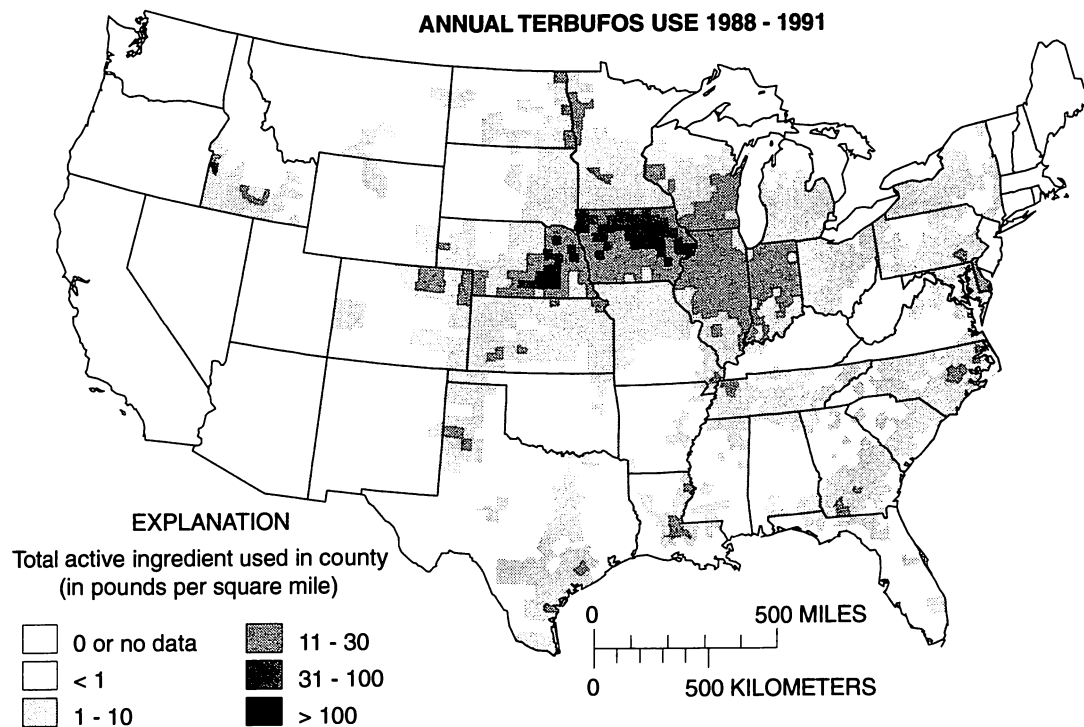 ANNUAL TERBUFOS USE 1988 - 1991
EXPLANATION
Total active ingredient used in county
(in pounds per square mile)
0 or no data
< 1
1 - 10
11 - 30
31 - 100
> 100
0 500 MILES
0 500 KILOMETERS